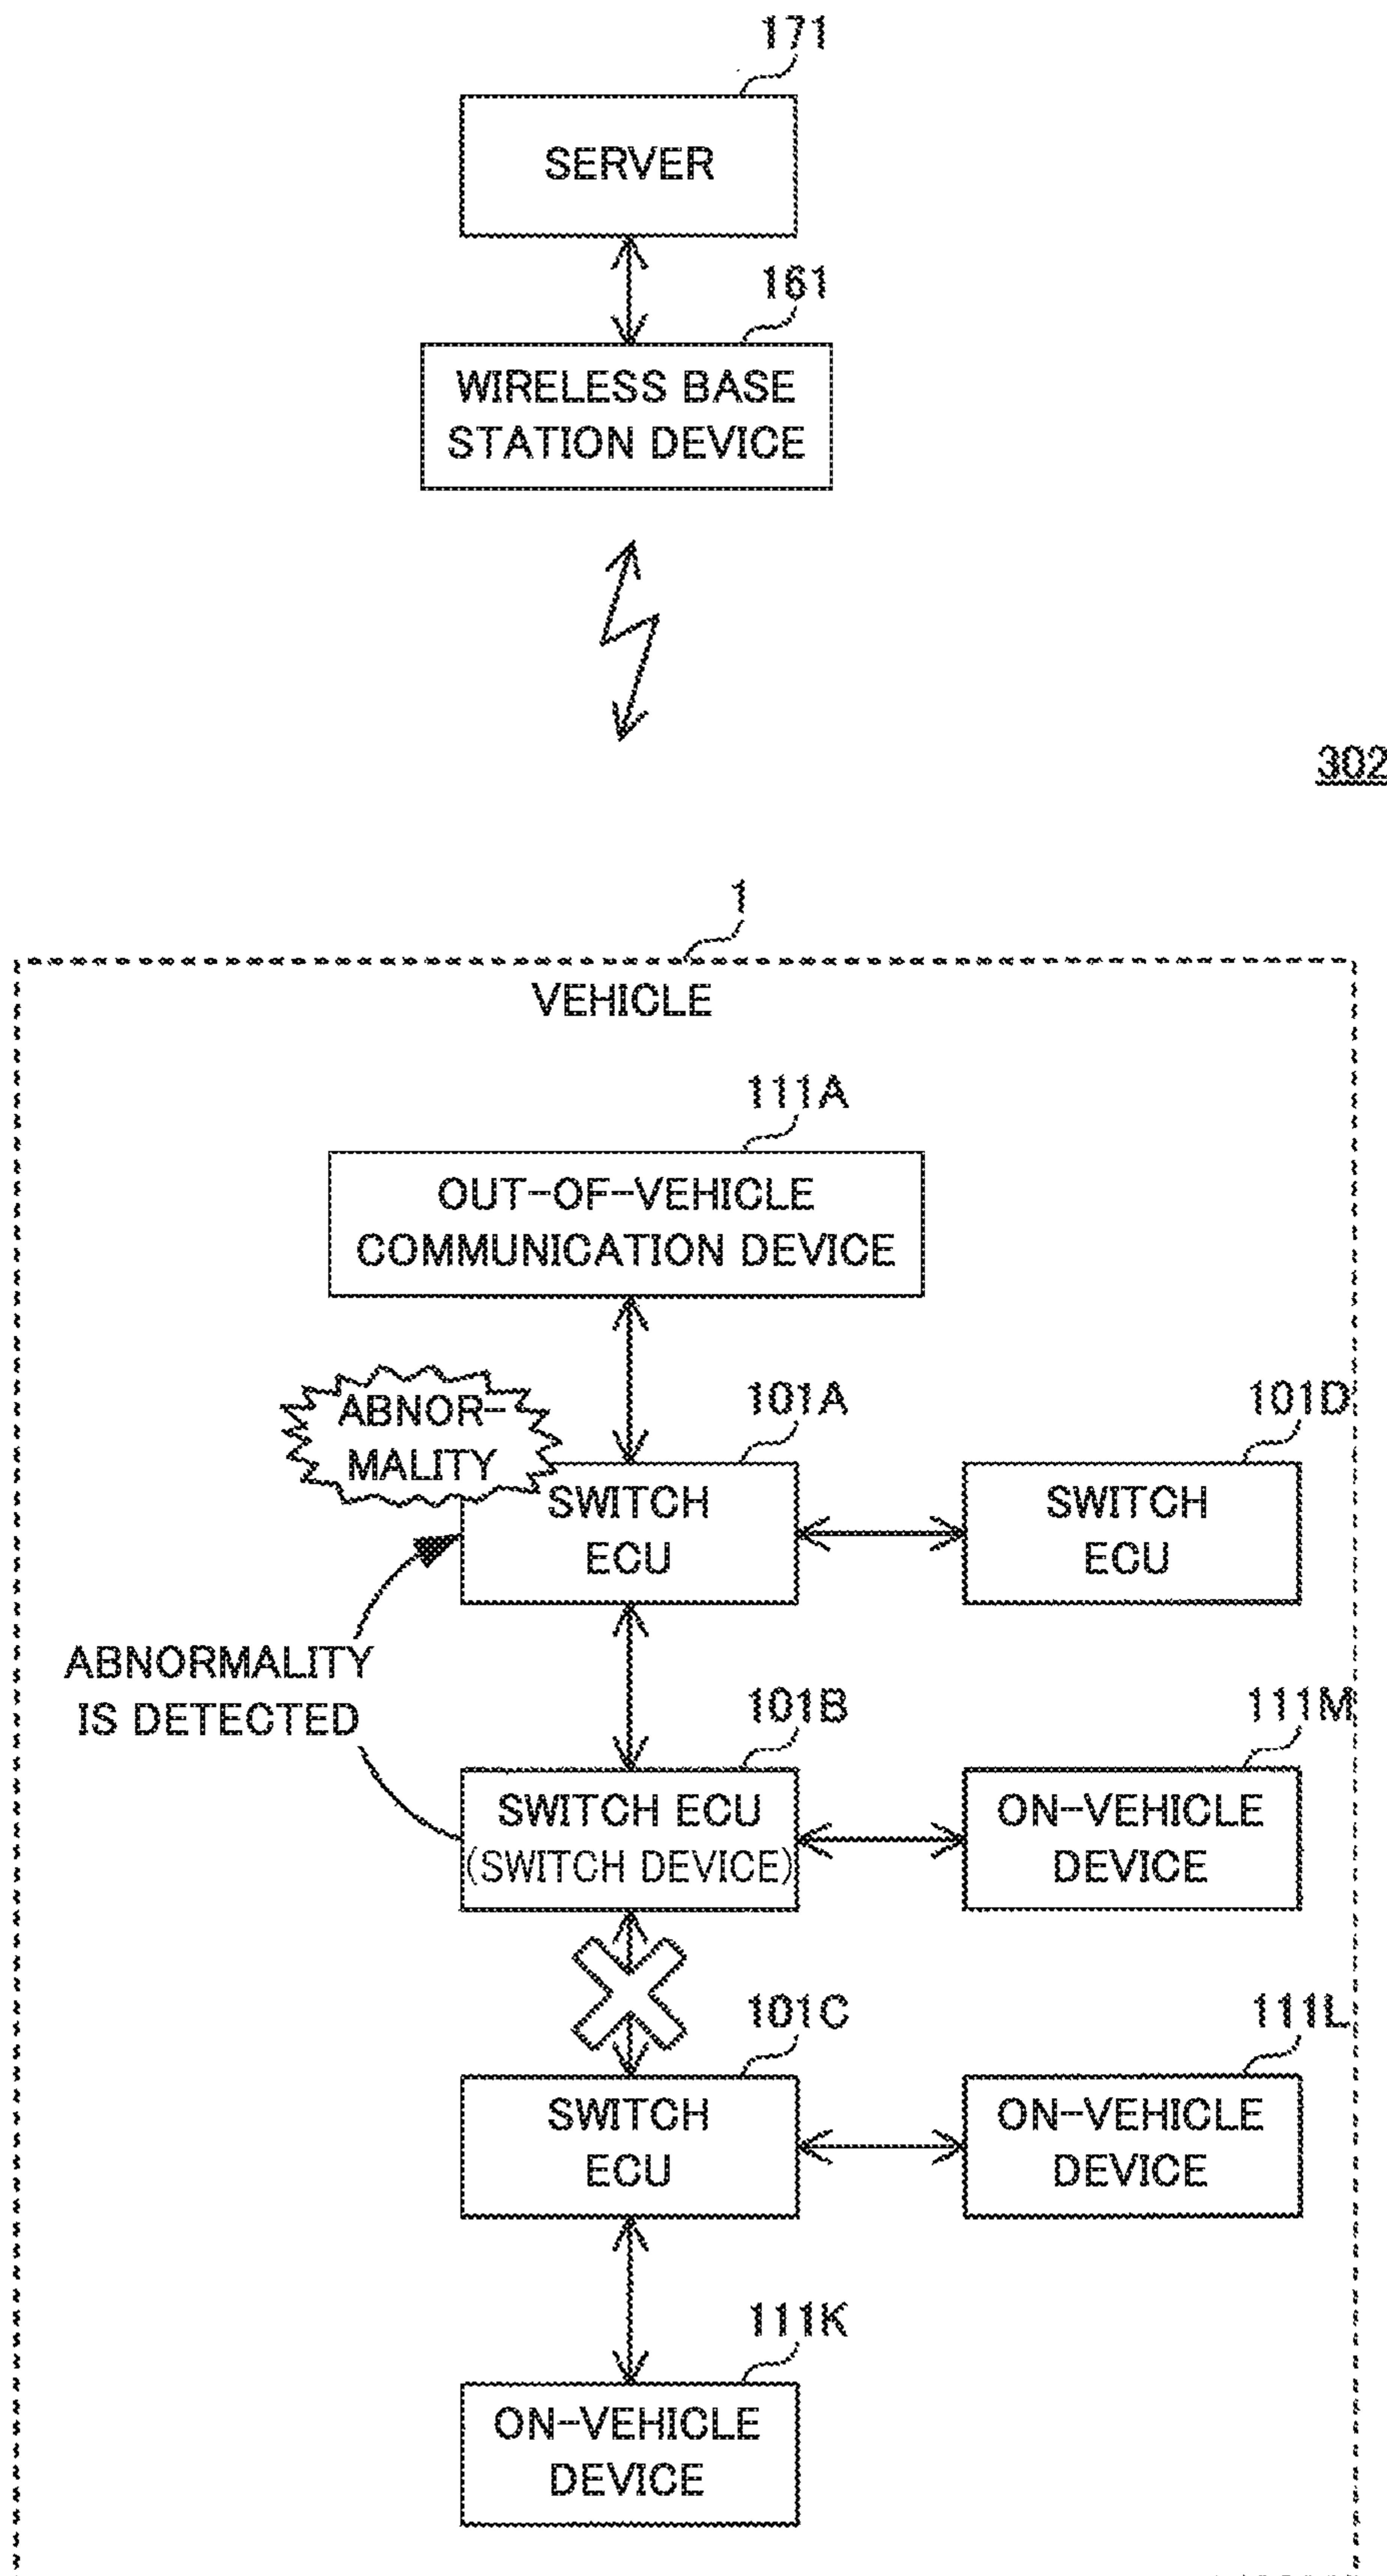 171
SERVER
161
WIRELESS BASE
STATION DEVICE
302
1
VEHICLE
111A
OUT-OF-VEHICLE
COMMUNICATION DEVICE
ABNOR-
MALITY
101A
SWITCH
ECU
101D
SWITCH
ECU
ABNORMALITY
IS DETECTED
101B
SWITCH ECU
(SWITCH DEVICE)
111M
ON-VEHICLE
DEVICE
101C
SWITCH
ECU
111L
ON-VEHICLE
DEVICE
111K
ON-VEHICLE
DEVICE